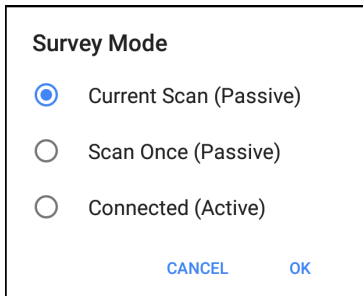 Survey Mode
Current Scan (Passive)
Scan Once (Passive)
Connected (Active)
CANCEL OK